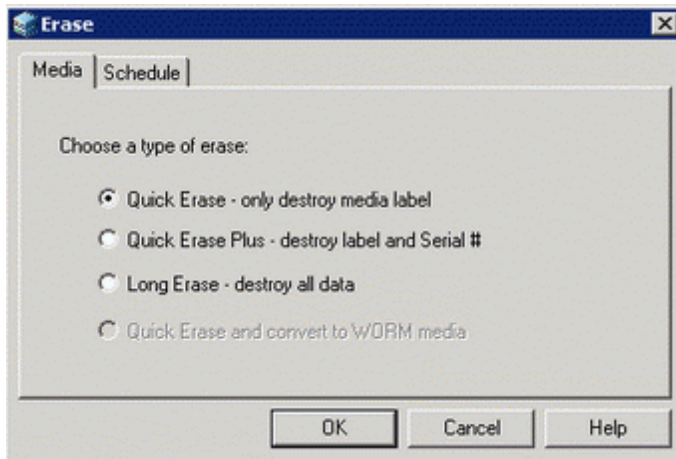 Erase
Media Schedule
Choose a type of erase:
Quick Erase - only destroy media label
Quick Erase Plus - destroy label and Serial #
Long Erase - destroy all data
Quick Erase and convert to WORM media
OK Cancel Help